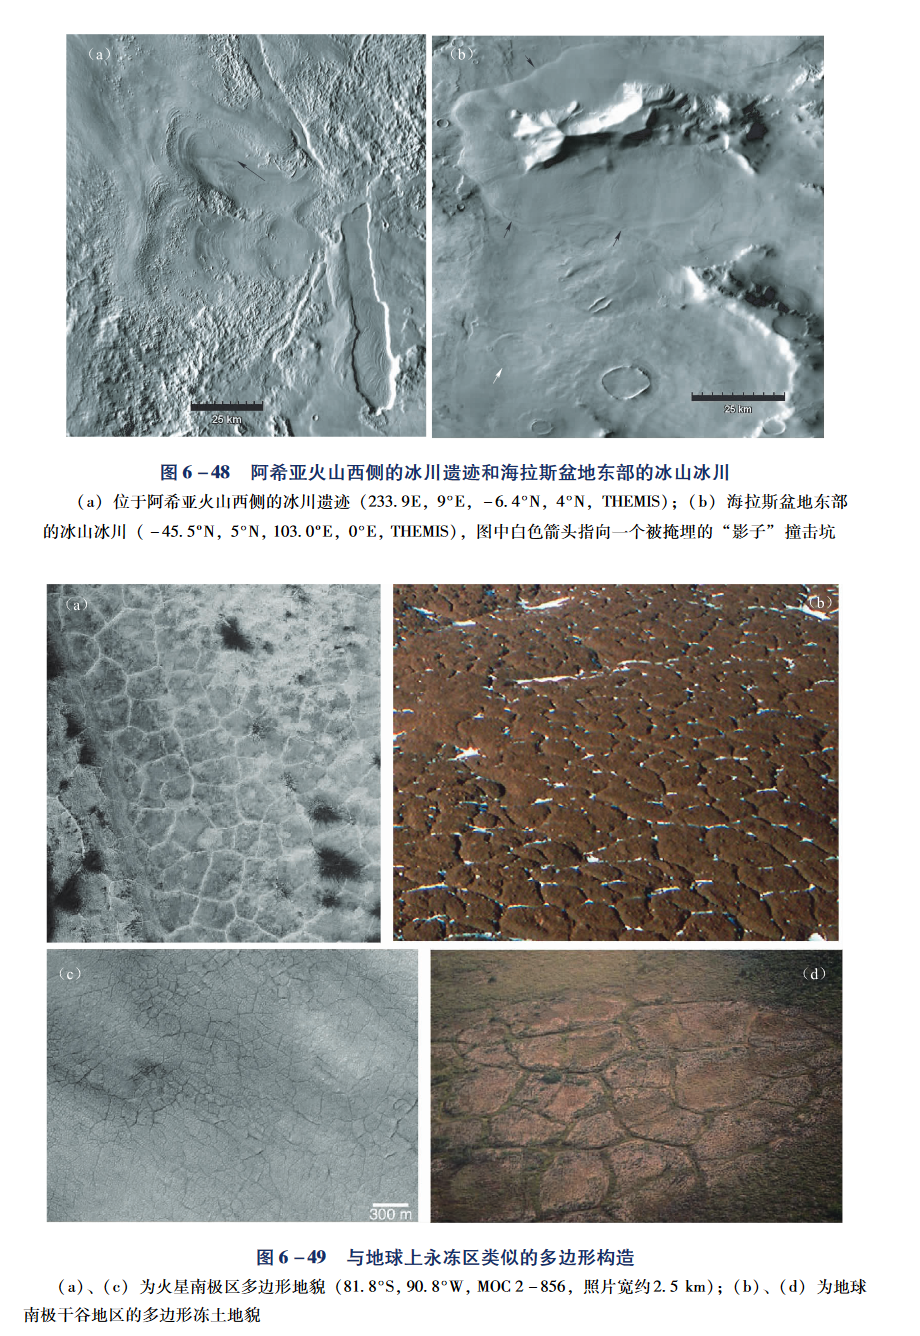 (a)
(b)
25 km
25 km
图 6-48 阿希亚火山西侧的冰川遗迹和海拉斯盆地东部的冰山冰川
(a) 位于阿希亚火山西侧的冰川遗迹 (233.9E, 9°E, -6.4°N, 4°N, THEMIS); (b) 海拉斯盆地东部
的冰山冰川 (-45.5°N, 5°N, 103.0°E, 0°E, THEMIS), 图中白色箭头指向一个被掩埋的“影子”撞击坑
(a)
(b)
(c)
(d)
300 m
图 6-49 与地球上永冻区类似的多边形构造
(a)、(c) 为火星南极区多边形地貌 (81.8°S, 90.8°W, MOC 2-856, 照片宽约 2.5 km); (b)、(d) 为地球
南极干谷地区的多边形冻土地貌